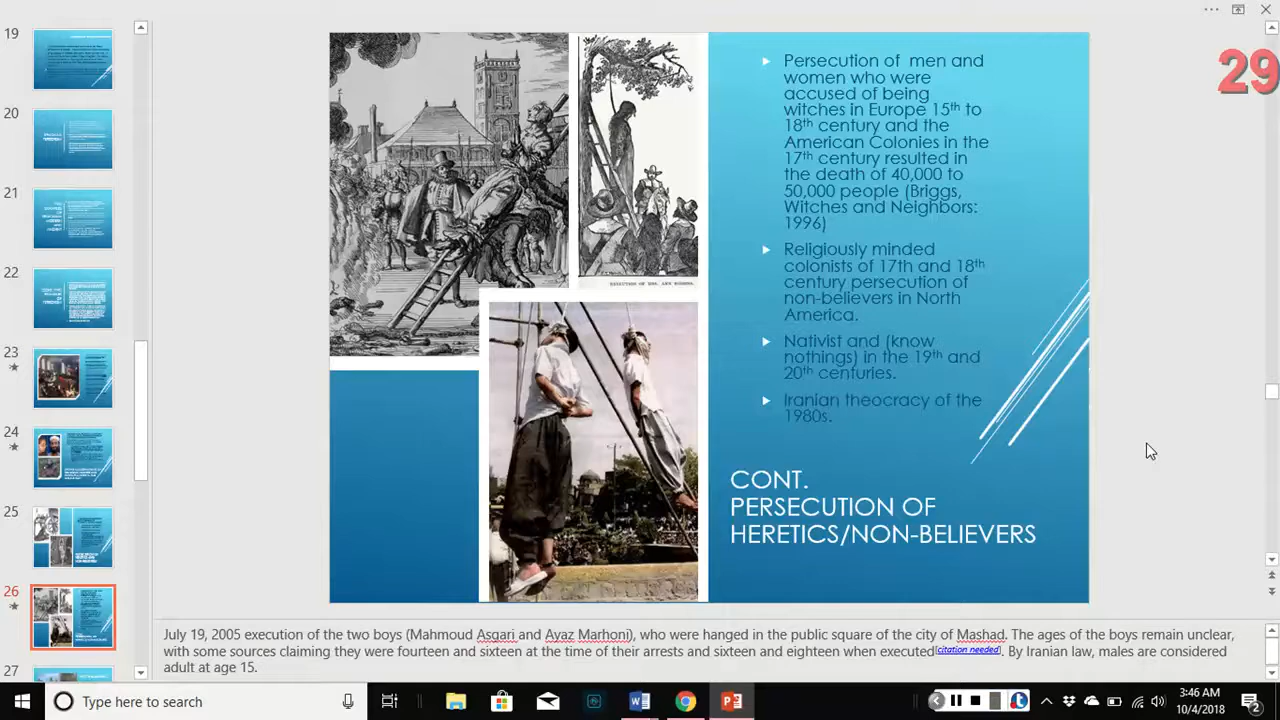 19
20
21
22
23
24
25
26
27
29
Persecution of men and
women who were
accused of being
witches in Europe 15th to
18th century and the
American Colonies in the
17th century resulted in
the death of 40,000 to
50,000 people (Briggs,
Witches and Neighbors:
1996)
Religiously minded
colonists of 17th and 18th
century persecution of
non-believers in North
America.
Nativist and (know
nothings) in the 19th and
20th centuries.
Iranian theocracy of the
1980s.
CONT.
PERSECUTION OF
HERETICS/NON-BELIEVERS
EXECUTION OF MRS. ANN HIBBINS.
July 19, 2005 execution of the two boys (Mahmoud Asgari and Ayaz Marhoni), who were hanged in the public square of the city of Mashad. The ages of the boys remain unclear,
with some sources claiming they were fourteen and sixteen at the time of their arrests and sixteen and eighteen when executed[citation needed]. By Iranian law, males are considered
adult at age 15.
Type here to search
3:46 AM
10/4/2018
2